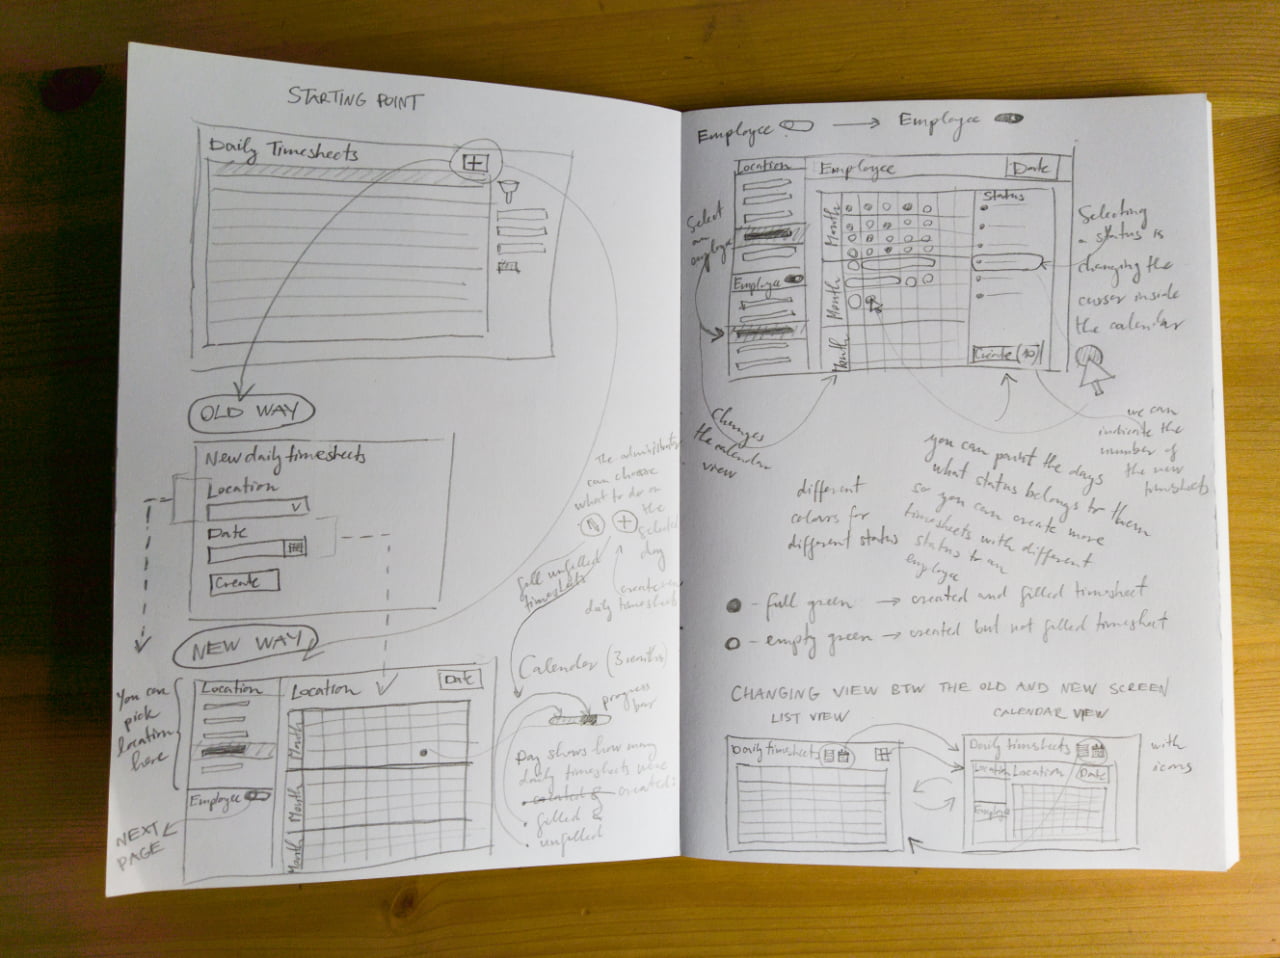 STARTING POINT
Daily Timesheets
OLD WAY
New daily timesheets
Location
Date
Create
The administrator
can choose
what to do on
the
selected
day
fill unfilled
timesheets
create new
daily timesheets
NEW WAY
You can
pick
location
here
Location
Employee
NEXT
PAGE
Location
Date
Month
Month
Month
Calendar (3 months)
progress
bar
Day shows how many
daily timesheets were
• created & created:
• filled &
• unfilled
Employee → Employee
Location
Employee
Date
Select
an
employee
Employee
Month
Month
Month
Status
Create (10)
Selecting
a status is
changing the
cursor inside
the calendar
Changes
the calendar
view
we can
indicate the
number of
the new
timesheets
you can paint the days
what status belongs to them
so you can create more
timesheets with different
status to an
employee
different
colours for
different status
- full green → created and filled timesheet
- empty green → created but not filled timesheet
CHANGING VIEW BTW THE OLD AND NEW SCREEN
LIST VIEW
CALENDAR VIEW
Daily timesheets
Daily timesheets
Location
Location
Date
Employee
with
icons